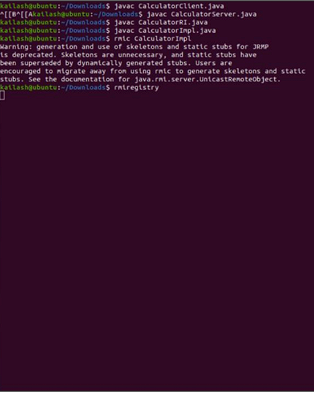 kailash@ubuntu:~/Downloads$ javac CalculatorClient.java
^[[B^[[Akailash@ubuntu:~/Downloads$ javac CalculatorServer.java
kailash@ubuntu:~/Downloads$ javac CalculatorRI.java
kailash@ubuntu:~/Downloads$ javac CalculatorImpl.java
kailash@ubuntu:~/Downloads$ rmic CalculatorImpl
Warning: generation and use of skeletons and static stubs for JRMP
is deprecated. Skeletons are unnecessary, and static stubs have
been superseded by dynamically generated stubs. Users are
encouraged to migrate away from using rmic to generate skeletons and static
stubs. See the documentation for java.rmi.server.UnicastRemoteObject.
kailash@ubuntu:~/Downloads$ rmiregistry